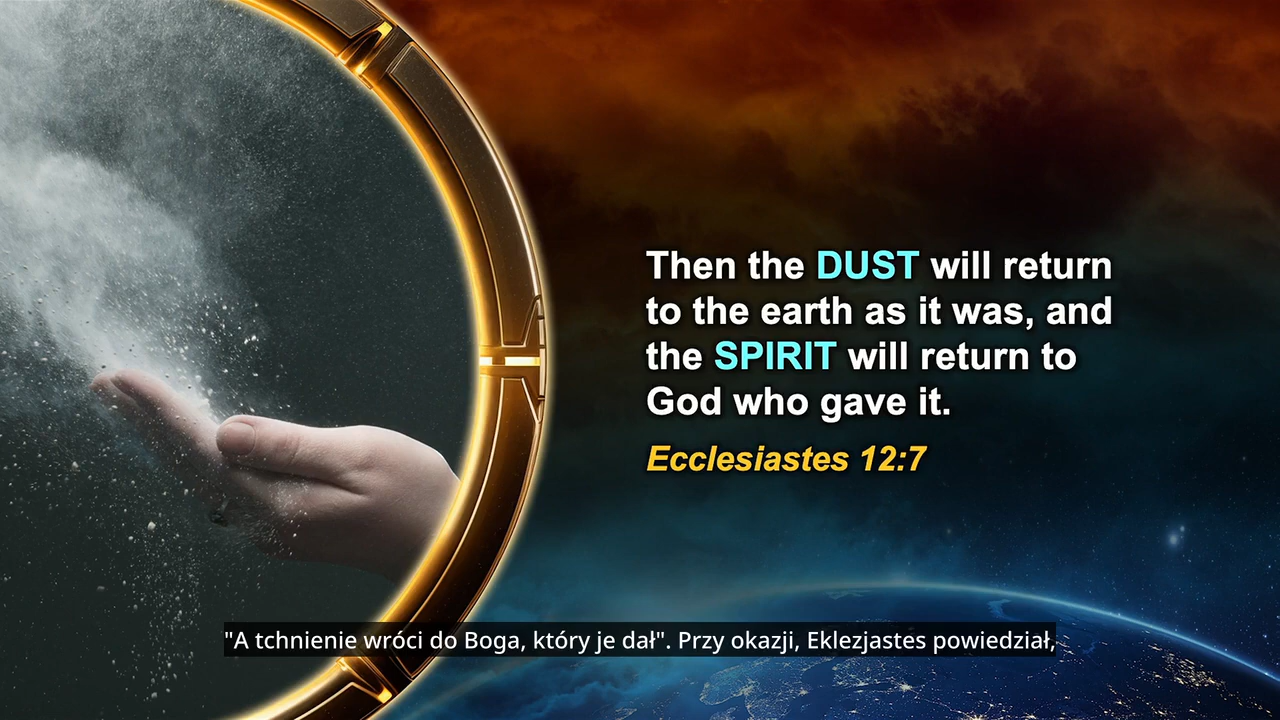 Then the DUST will return
to the earth as it was, and
the SPIRIT will return to
God who gave it.
Ecclesiastes 12:7
"A tchnienie wróci do Boga, który je dał". Przy okazji, Eklezjastes powiedział,